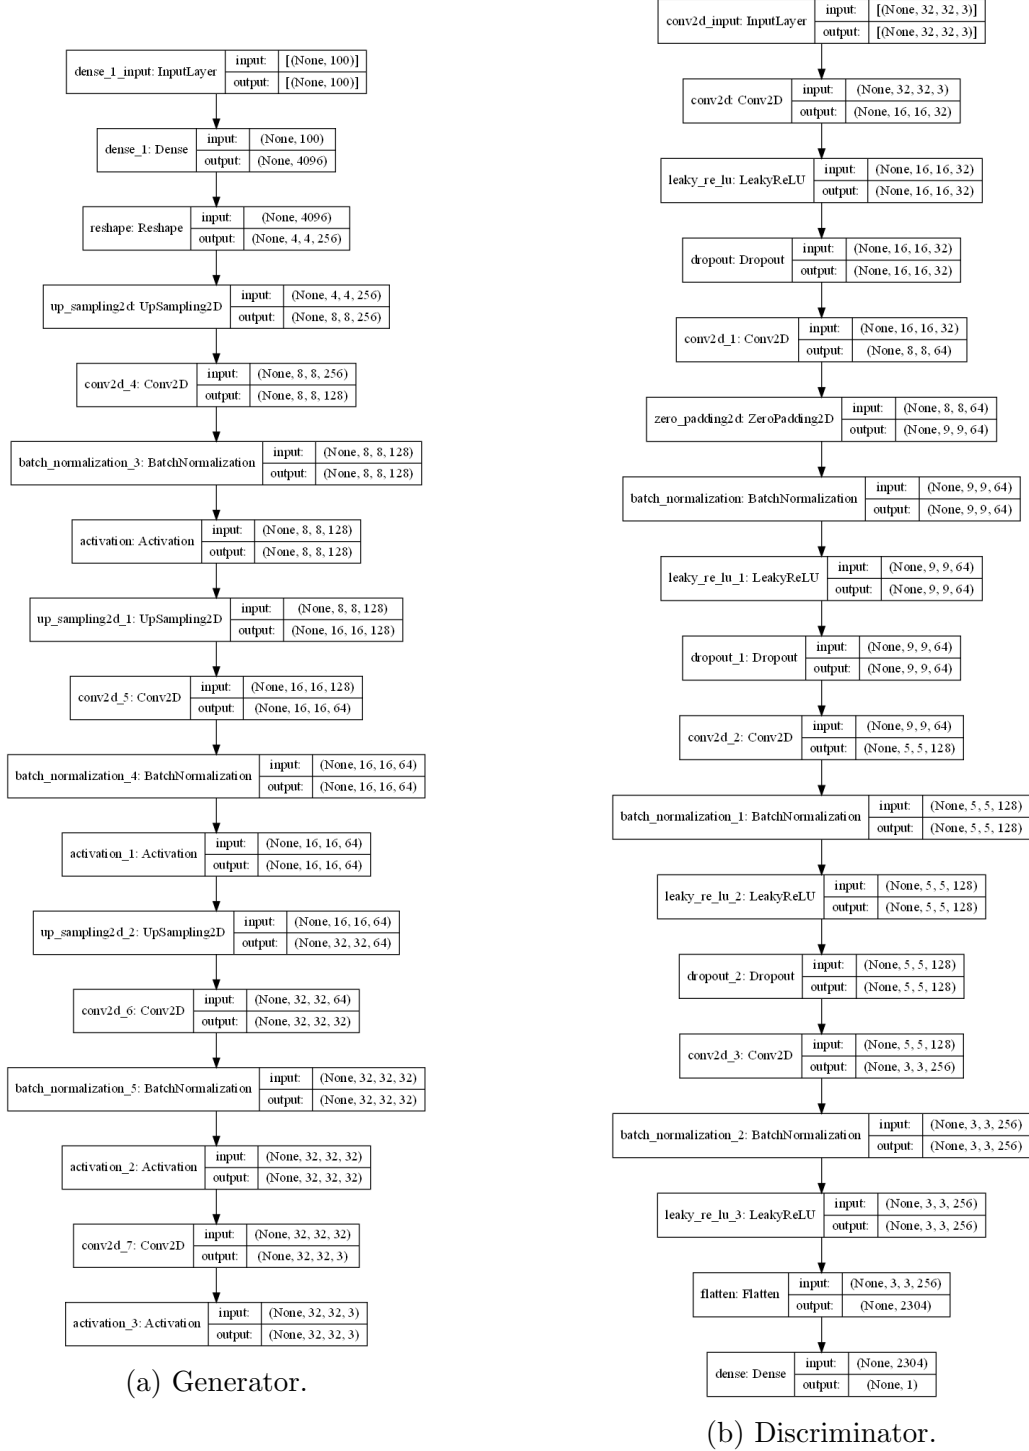 dense_1_input: InputLayer
input: [(None, 100)]
output: [(None, 100)]
dense_1: Dense
input: (None, 100)
output: (None, 4096)
reshape: Reshape
input: (None, 4096)
output: (None, 4, 4, 256)
up_sampling2d: UpSampling2D
input: (None, 4, 4, 256)
output: (None, 8, 8, 256)
conv2d_4: Conv2D
input: (None, 8, 8, 256)
output: (None, 8, 8, 128)
batch_normalization_3: BatchNormalization
input: (None, 8, 8, 128)
output: (None, 8, 8, 128)
activation: Activation
input: (None, 8, 8, 128)
output: (None, 8, 8, 128)
up_sampling2d_1: UpSampling2D
input: (None, 8, 8, 128)
output: (None, 16, 16, 128)
conv2d_5: Conv2D
input: (None, 16, 16, 128)
output: (None, 16, 16, 64)
batch_normalization_4: BatchNormalization
input: (None, 16, 16, 64)
output: (None, 16, 16, 64)
activation_1: Activation
input: (None, 16, 16, 64)
output: (None, 16, 16, 64)
up_sampling2d_2: UpSampling2D
input: (None, 16, 16, 64)
output: (None, 32, 32, 64)
conv2d_6: Conv2D
input: (None, 32, 32, 64)
output: (None, 32, 32, 32)
batch_normalization_5: BatchNormalization
input: (None, 32, 32, 32)
output: (None, 32, 32, 32)
activation_2: Activation
input: (None, 32, 32, 32)
output: (None, 32, 32, 32)
conv2d_7: Conv2D
input: (None, 32, 32, 32)
output: (None, 32, 32, 3)
activation_3: Activation
input: (None, 32, 32, 3)
output: (None, 32, 32, 3)
(a) Generator.
conv2d_input: InputLayer
input: [(None, 32, 32, 3)]
output: [(None, 32, 32, 3)]
conv2d: Conv2D
input: (None, 32, 32, 3)
output: (None, 16, 16, 32)
leaky_re_lu: LeakyReLU
input: (None, 16, 16, 32)
output: (None, 16, 16, 32)
dropout: Dropout
input: (None, 16, 16, 32)
output: (None, 16, 16, 32)
conv2d_1: Conv2D
input: (None, 16, 16, 32)
output: (None, 8, 8, 64)
zero_padding2d: ZeroPadding2D
input: (None, 8, 8, 64)
output: (None, 9, 9, 64)
batch_normalization: BatchNormalization
input: (None, 9, 9, 64)
output: (None, 9, 9, 64)
leaky_re_lu_1: LeakyReLU
input: (None, 9, 9, 64)
output: (None, 9, 9, 64)
dropout_1: Dropout
input: (None, 9, 9, 64)
output: (None, 9, 9, 64)
conv2d_2: Conv2D
input: (None, 9, 9, 64)
output: (None, 5, 5, 128)
batch_normalization_1: BatchNormalization
input: (None, 5, 5, 128)
output: (None, 5, 5, 128)
leaky_re_lu_2: LeakyReLU
input: (None, 5, 5, 128)
output: (None, 5, 5, 128)
dropout_2: Dropout
input: (None, 5, 5, 128)
output: (None, 5, 5, 128)
conv2d_3: Conv2D
input: (None, 5, 5, 128)
output: (None, 3, 3, 256)
batch_normalization_2: BatchNormalization
input: (None, 3, 3, 256)
output: (None, 3, 3, 256)
leaky_re_lu_3: LeakyReLU
input: (None, 3, 3, 256)
output: (None, 3, 3, 256)
flatten: Flatten
input: (None, 3, 3, 256)
output: (None, 2304)
dense: Dense
input: (None, 2304)
output: (None, 1)
(b) Discriminator.